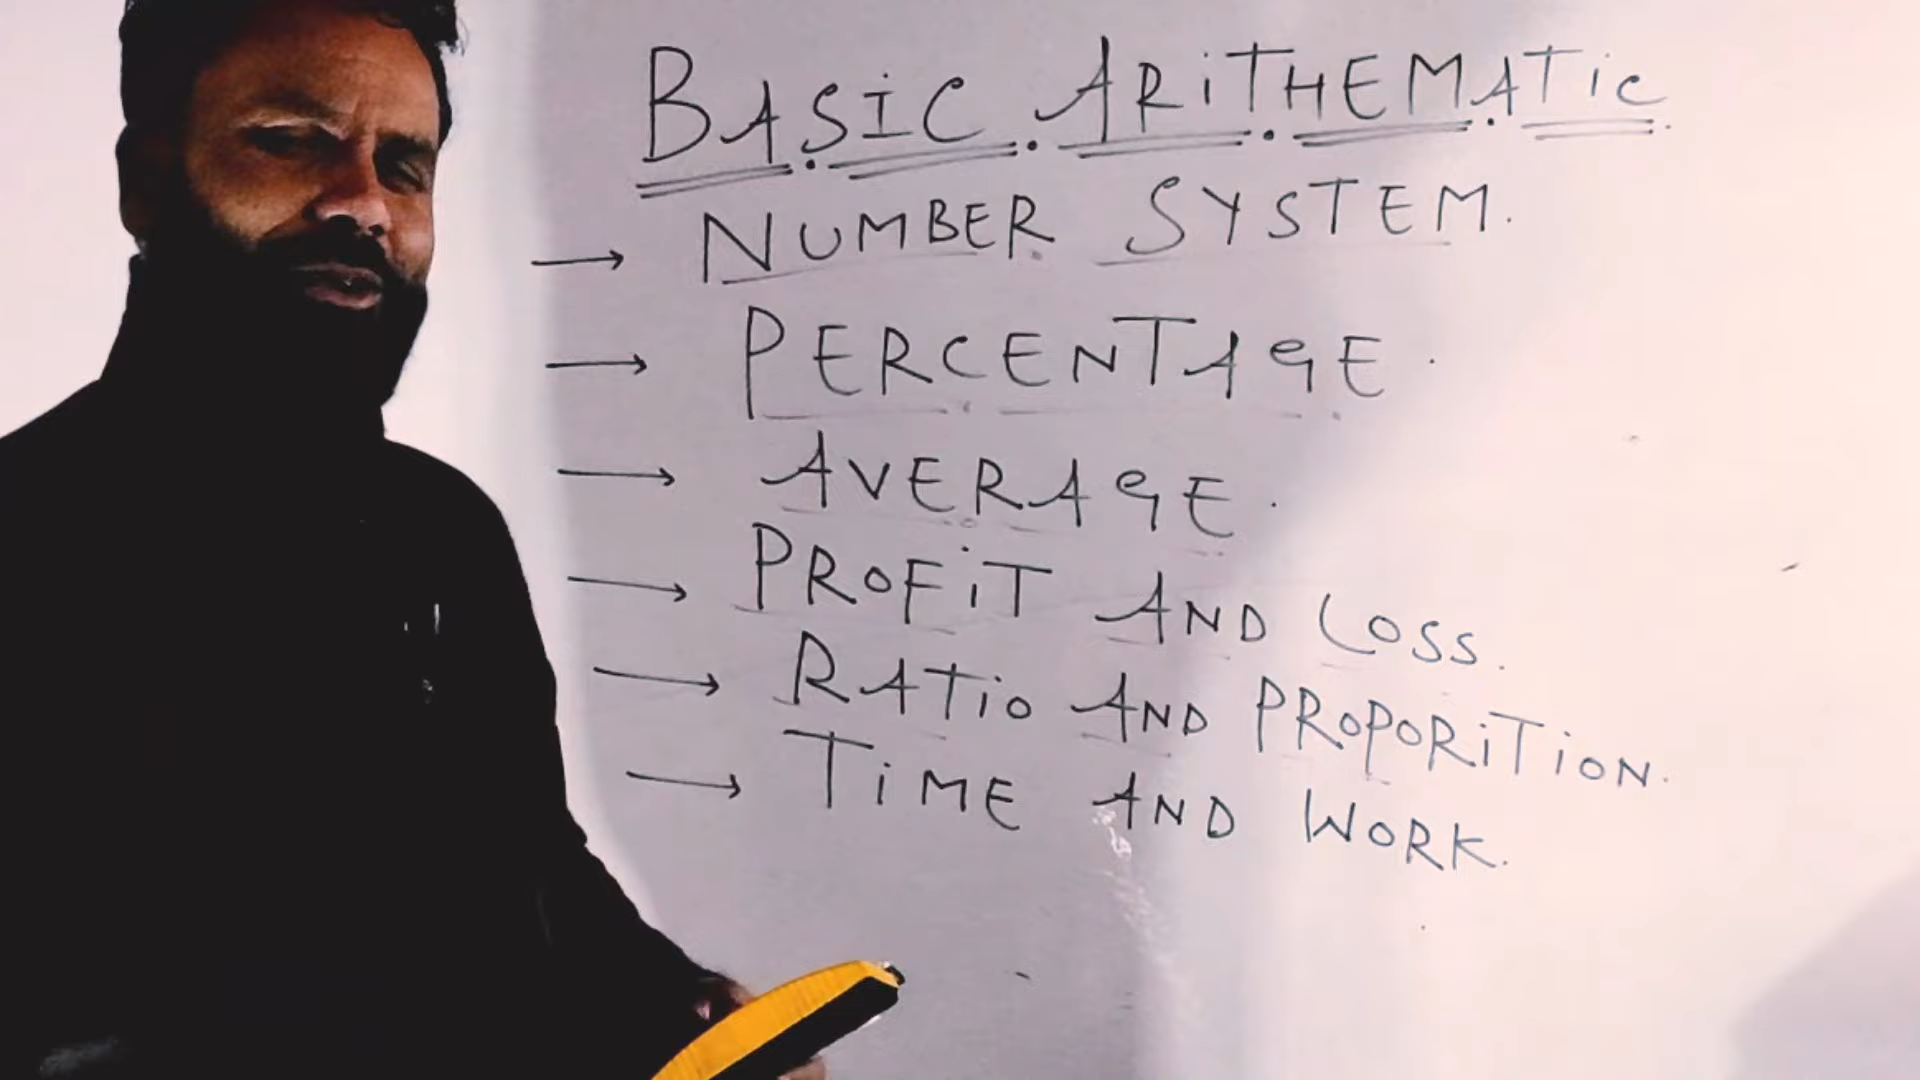 BASIC ARiTHEMATiC
→ NUMBER SYSTEM.
→ PERCENTAGE.
→ AVERAGE.
→ PROFiT AND LOSS.
→ RATiO AND PROPORiTiON.
→ TiME AND WORK.